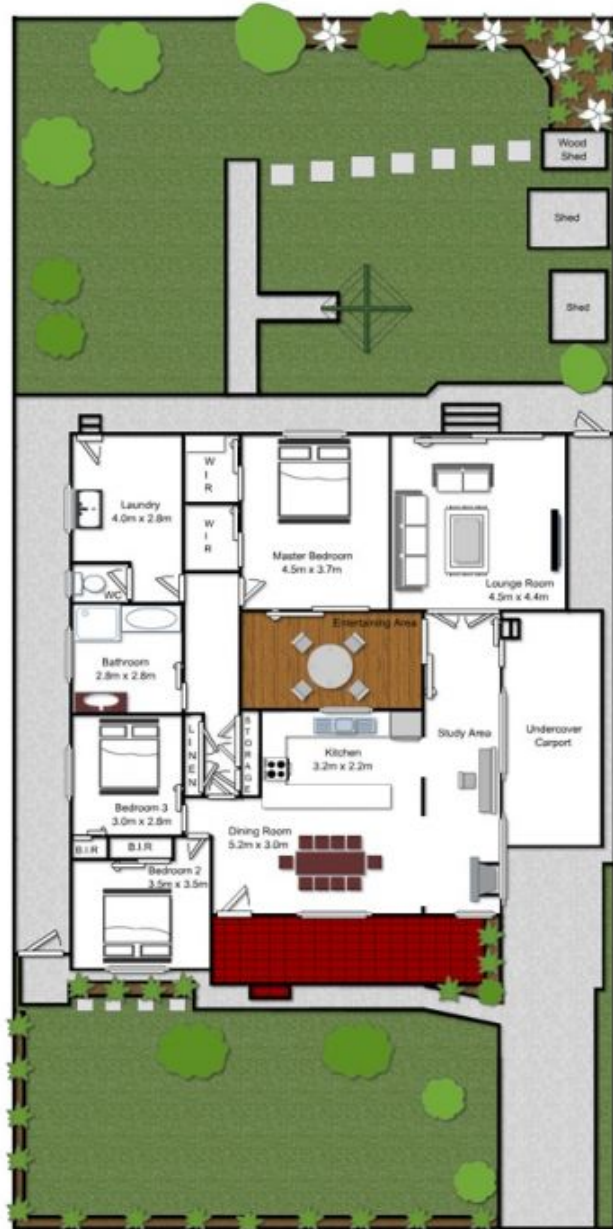 Wood
Shed
Shed
Shed
W
I
R
W
I
R
Laundry
4.0m x 2.8m
Master Bedroom
4.5m x 3.7m
Lounge Room
4.5m x 4.4m
WC
Entertaining Area
Bathroom
2.8m x 2.8m
LINEN
STORAGE
Kitchen
3.2m x 2.2m
Study Area
Undercover
Carport
Bedroom 3
3.0m x 2.8m
Dining Room
5.2m x 3.0m
B.I.R
B.I.R
Bedroom 2
3.5m x 3.5m